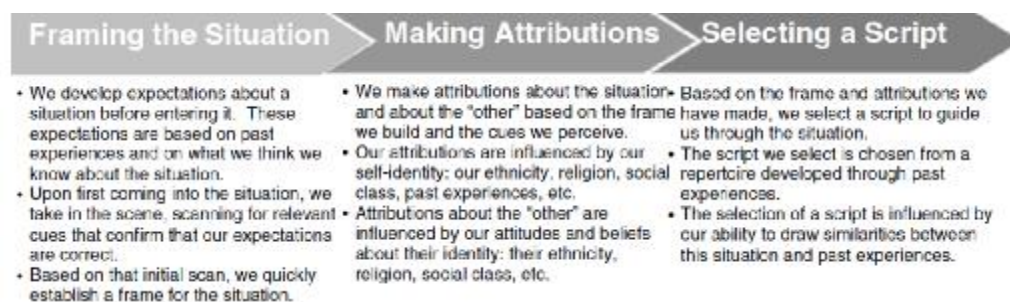 Framing the Situation
• We develop expectations about a
situation before entering it. These
expectations are based on past
experiences and on what we think we
know about the situation.
• Upon first coming into the situation, we
take in the scene, scanning for relevant
cues that confirm that our expectations
are correct.
• Based on that initial scan, we quickly
establish a frame for the situation.
Making Attributions
• We make attributions about the situation
and about the "other" based on the frame
we build and the cues we perceive.
• Our attributions are influenced by our
self-identity: our ethnicity, religion, social
class, past experiences, etc.
• Attributions about the "other" are
influenced by our attitudes and beliefs
about their identity: their ethnicity,
religion, social class, etc.
Selecting a Script
• Based on the frame and attributions we
have made, we select a script to guide
us through the situation.
• The script we select is chosen from a
repertoire developed through past
experiences.
• The selection of a script is influenced by
our ability to draw similarities between
this situation and past experiences.